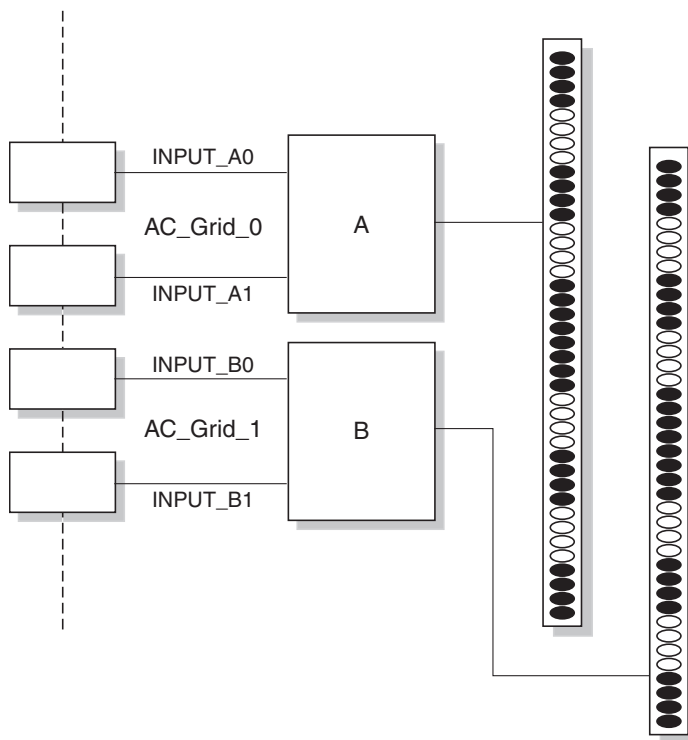 INPUT_A0
AC_Grid_0
A
INPUT_A1
INPUT_B0
AC_Grid_1
B
INPUT_B1